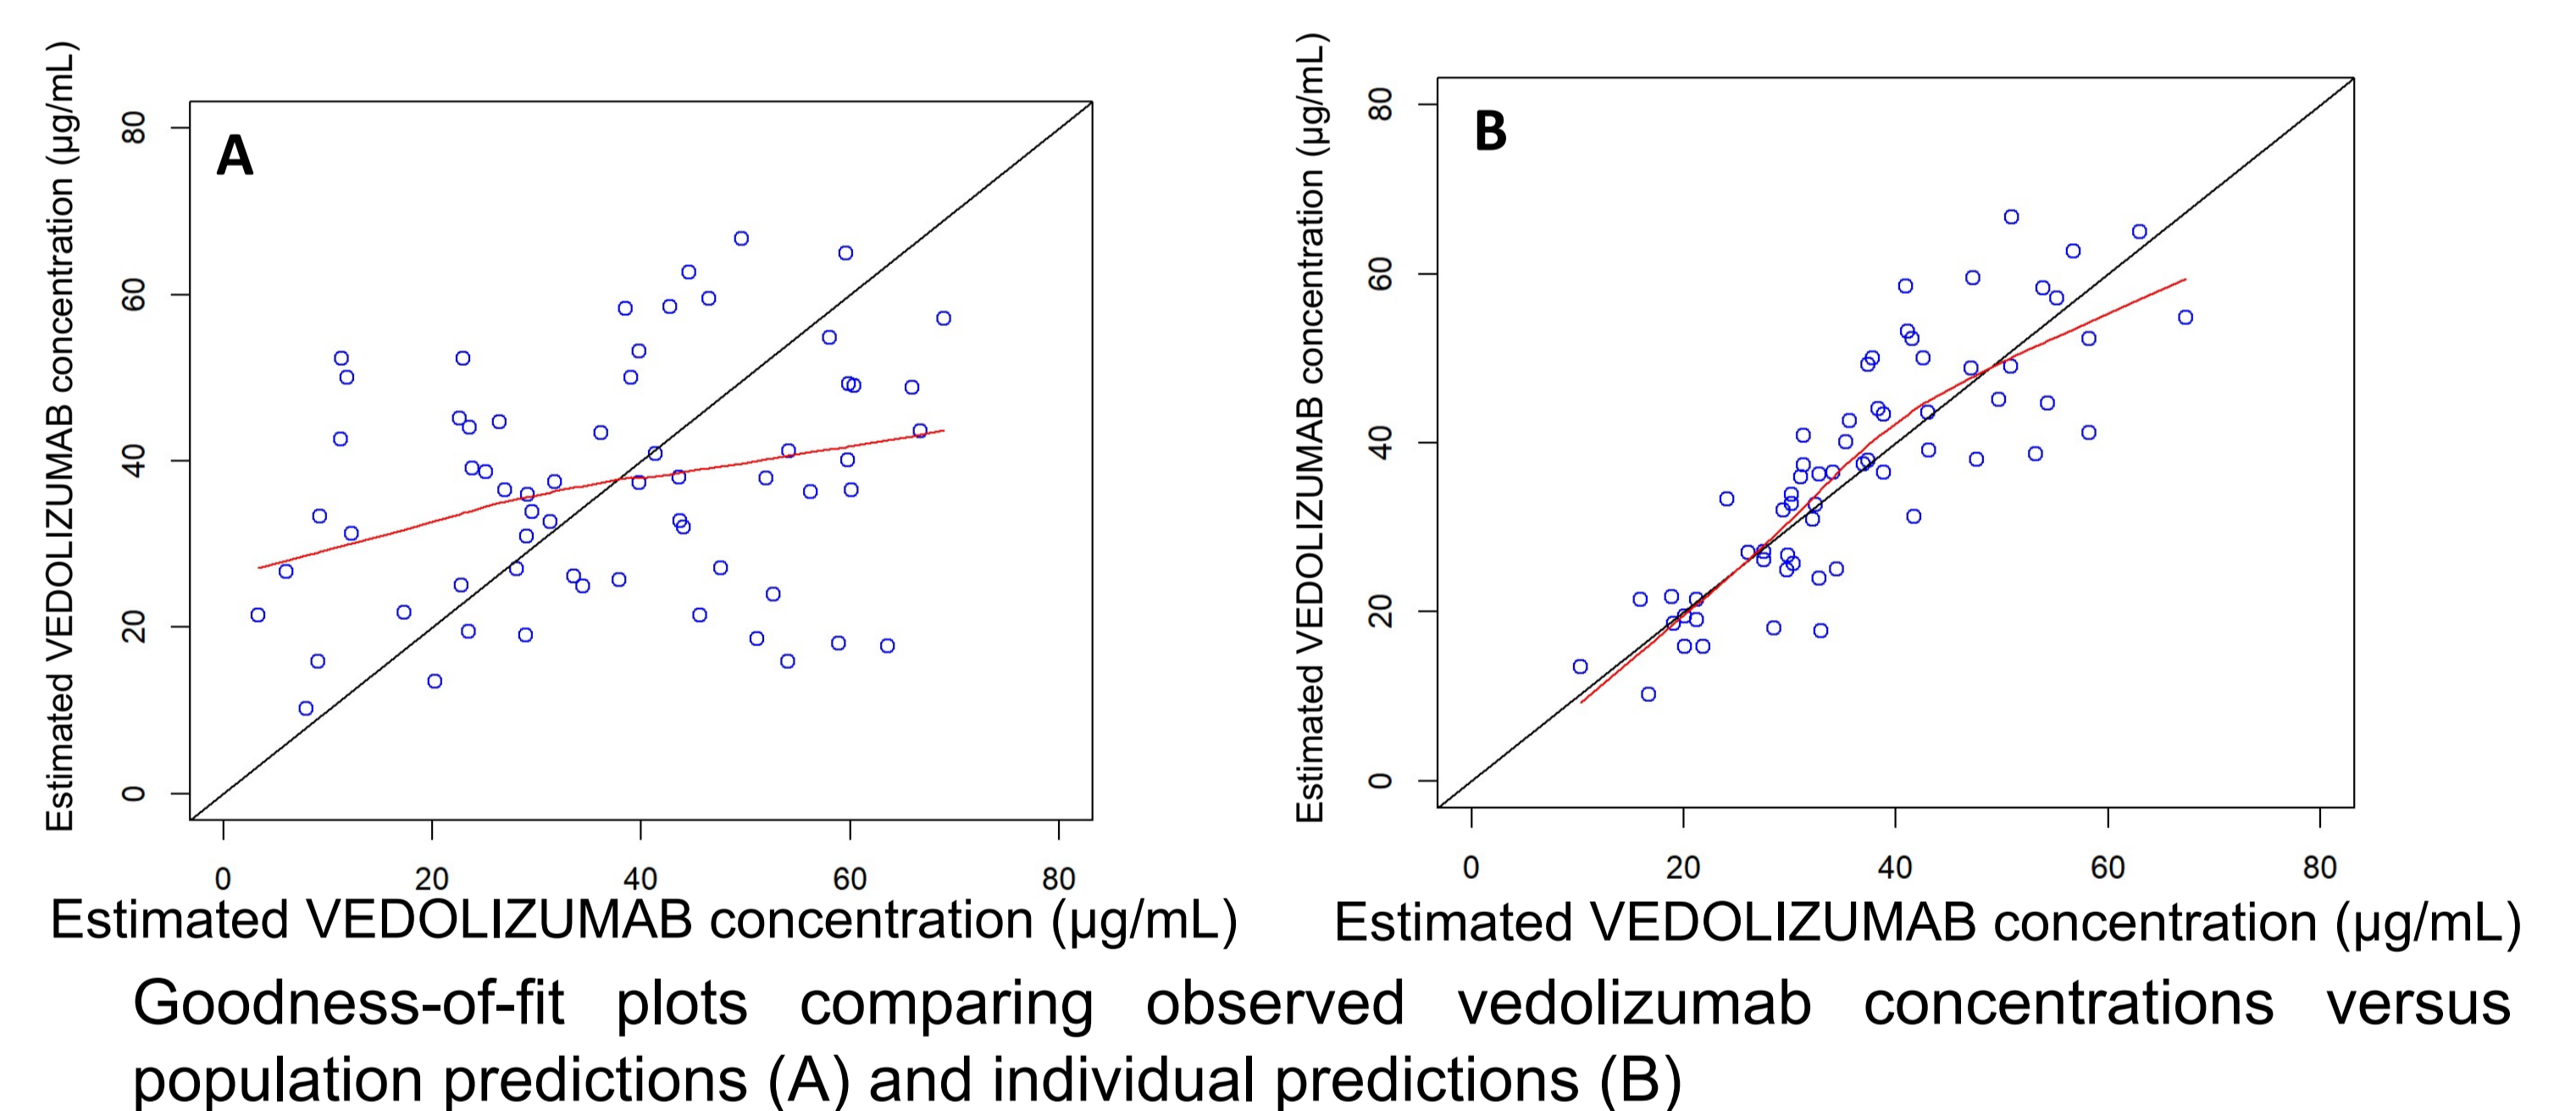 Estimated VEDOLIZUMAB concentration (µg/mL)
80
60
40
20
0
A
0 20 40 60 80
Estimated VEDOLIZUMAB concentration (µg/mL)
Estimated VEDOLIZUMAB concentration (µg/mL)
80
60
40
20
0
B
0 20 40 60 80
Estimated VEDOLIZUMAB concentration (µg/mL)
Goodness-of-fit plots comparing observed vedolizumab concentrations versus
population predictions (A) and individual predictions (B)